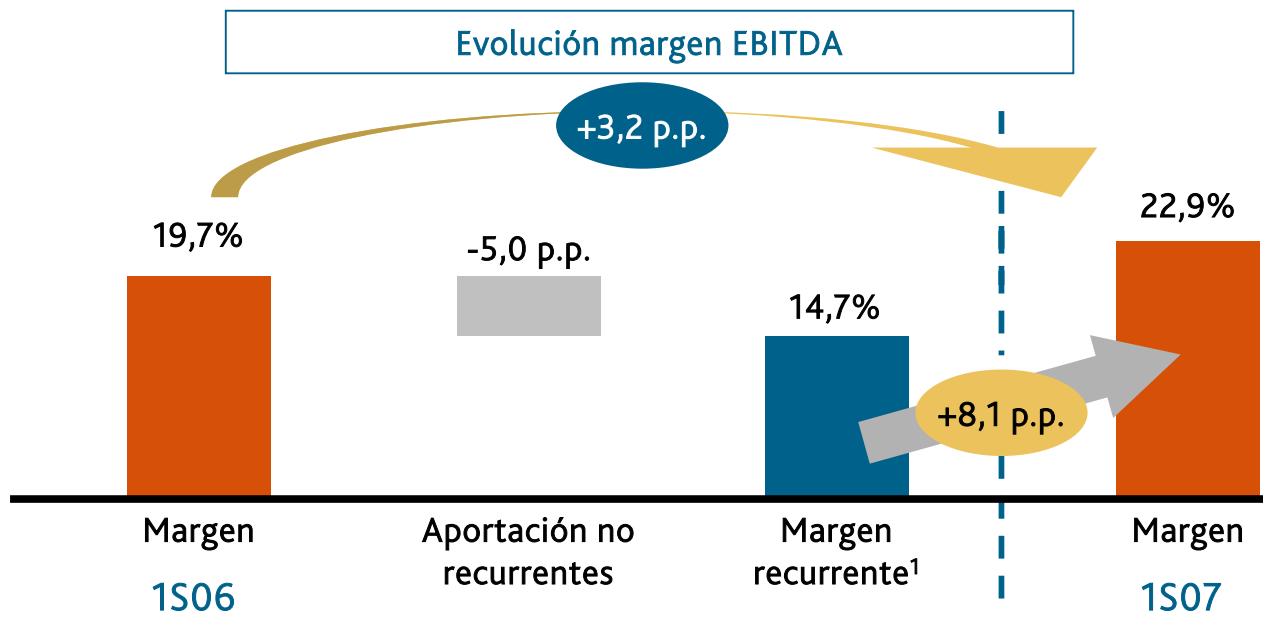 Evolución margen EBITDA
+3,2 p.p.
19,7%
-5,0 p.p.
14,7%
22,9%
+8,1 p.p.
Margen
1S06
Aportación no
recurrentes
Margen
recurrente¹
Margen
1S07